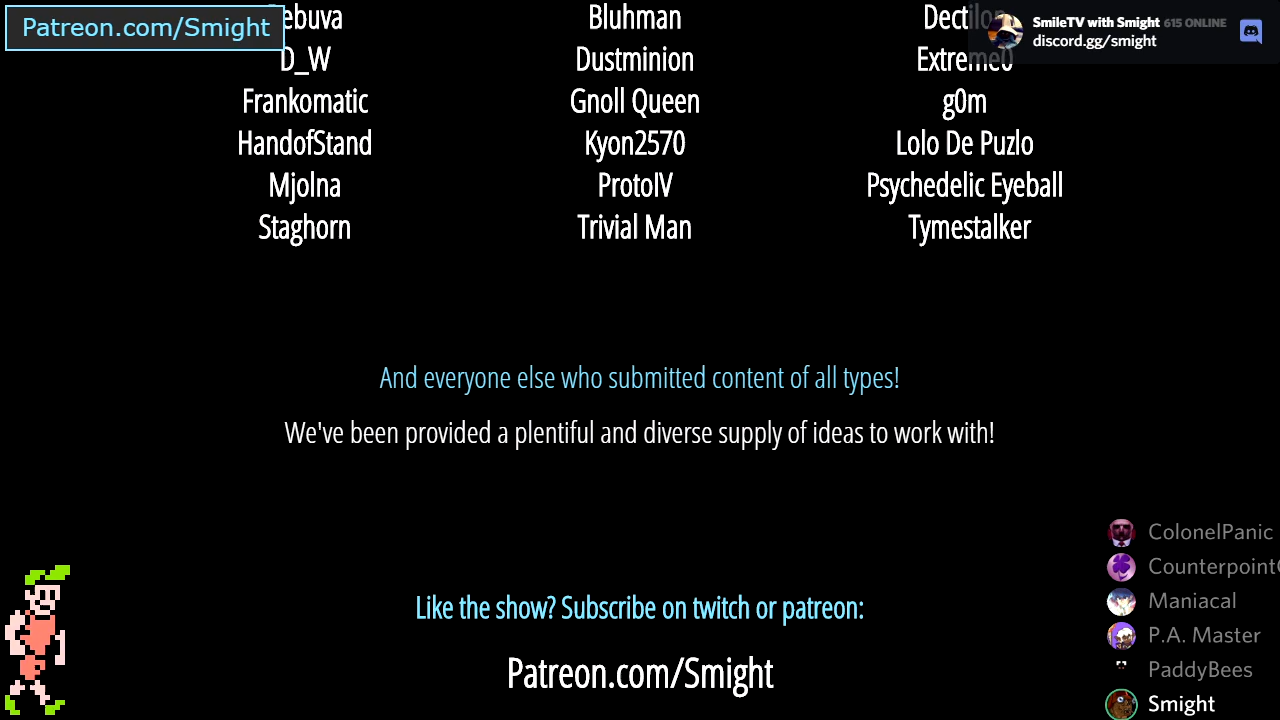 Patreon.com/Smight
SmileTV with Smight 615 ONLINE
discord.gg/smight
Bluhman
D_W Dustminion Extreme0
Frankomatic Gnoll Queen g0m
HandofStand Kyon2570 Lolo De Puzlo
Mjolna ProtoIV Psychedelic Eyeball
Staghorn Trivial Man Tymestalker
And everyone else who submitted content of all types!
We've been provided a plentiful and diverse supply of ideas to work with!
Like the show? Subscribe on twitch or patreon:
Patreon.com/Smight
ColonelPanic
Maniacal
P.A. Master
PaddyBees
Smight